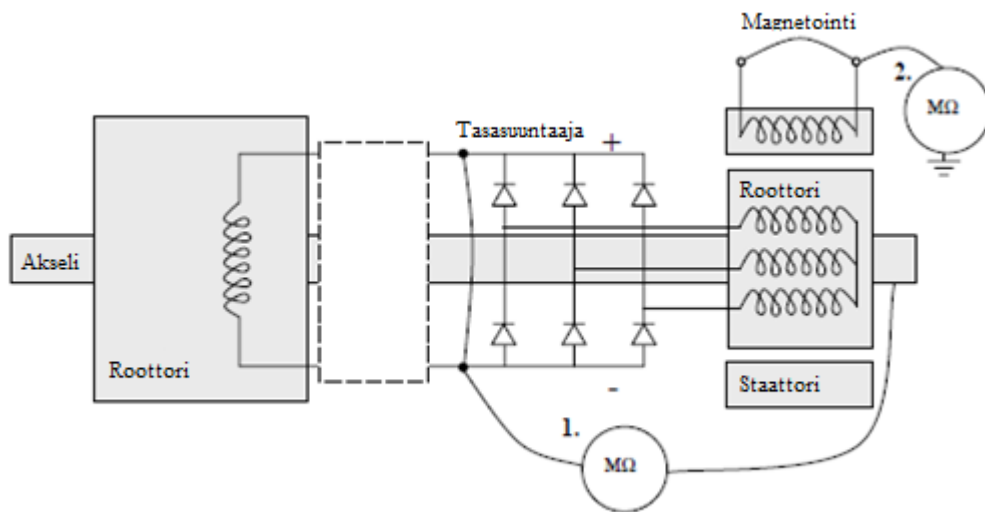 Magnetointi
2.
MΩ
Tasasuuntaaja
+
Roottori
Akseli
Roottori
-
Staattori
1.
MΩ